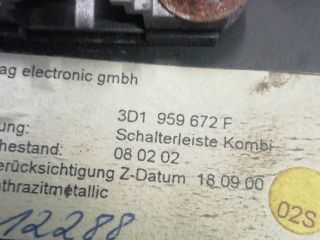 ag electronic gmbh
3D1 959 672 F
ung: Schalterleiste Kombi
hestand: 08 02 02
erücksichtigung Z-Datum 18 09 00
thrazitmetallic
12288
02S